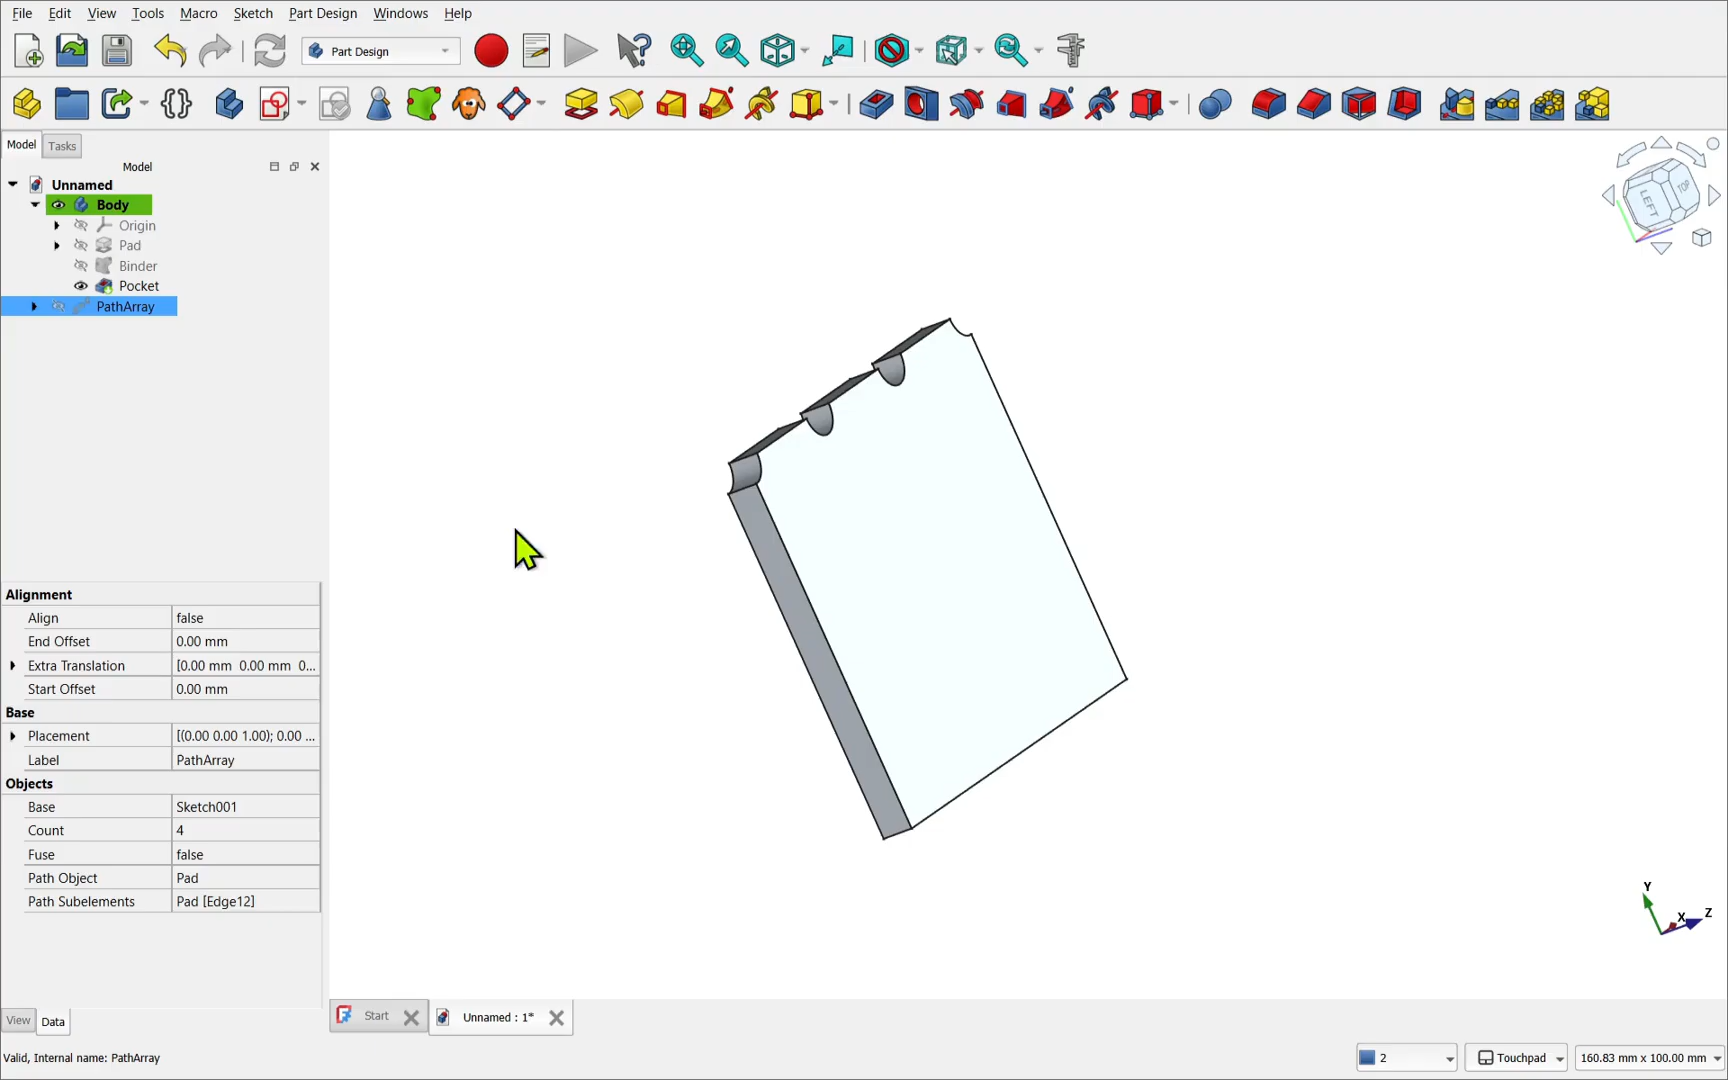 File Edit View Tools Macro Sketch Part Design Windows Help
Part Design
Model Tasks
Model
Unnamed
Body
Origin
Pad
Binder
Pocket
PathArray
LEFT TOP
Alignment
Align false
End Offset 0.00 mm
Extra Translation [0.00 mm 0.00 mm 0...
Start Offset 0.00 mm
Base
Placement [(0.00 0.00 1.00); 0.00 ...
Label PathArray
Objects
Base Sketch001
Count 4
Fuse false
Path Object Pad
Path Subelements Pad [Edge12]
Y
X Z
View Data
Start Unnamed : 1*
Valid, Internal name: PathArray
2 Touchpad 160.83 mm x 100.00 mm